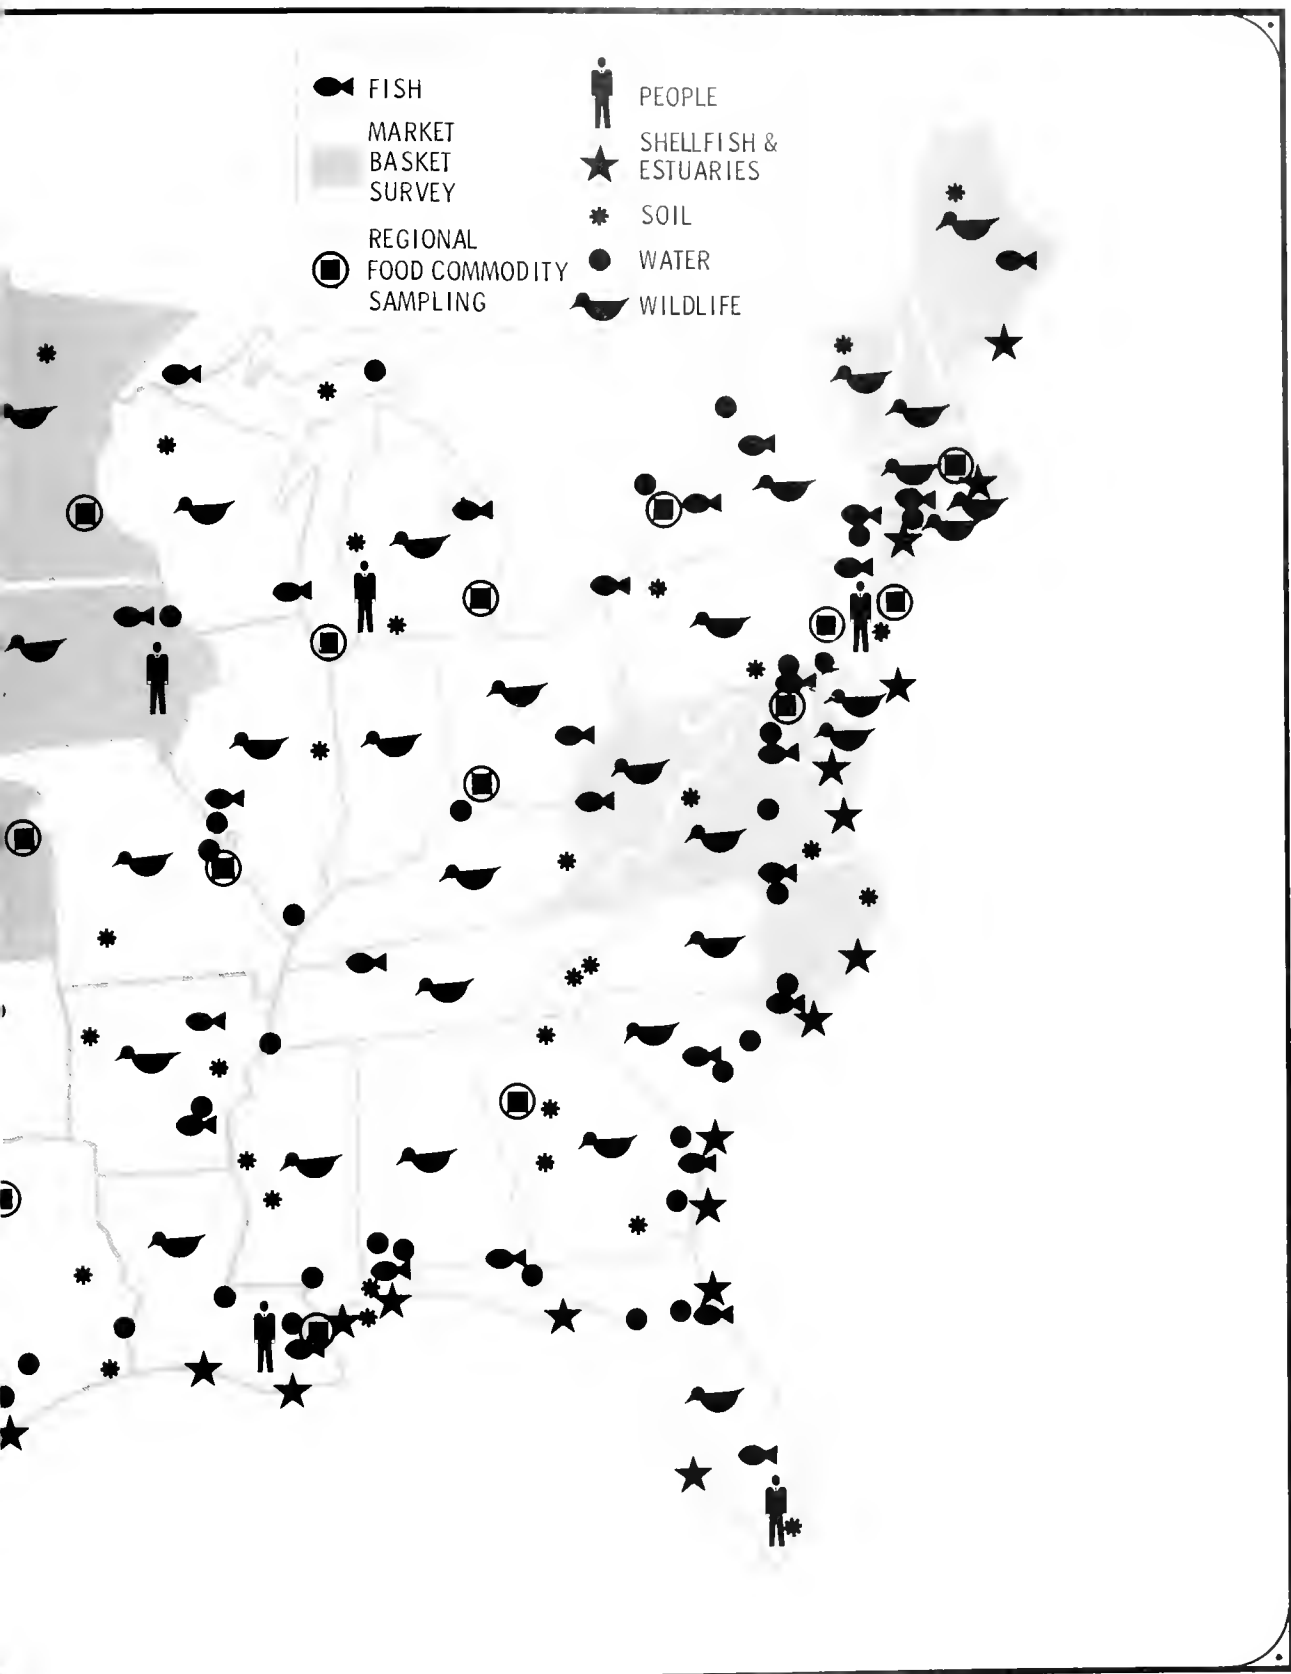 FISH
MARKET
BASKET
SURVEY
REGIONAL
FOOD COMMODITY
SAMPLING
PEOPLE
SHELLFISH &
ESTUARIES
SOIL
WATER
WILDLIFE